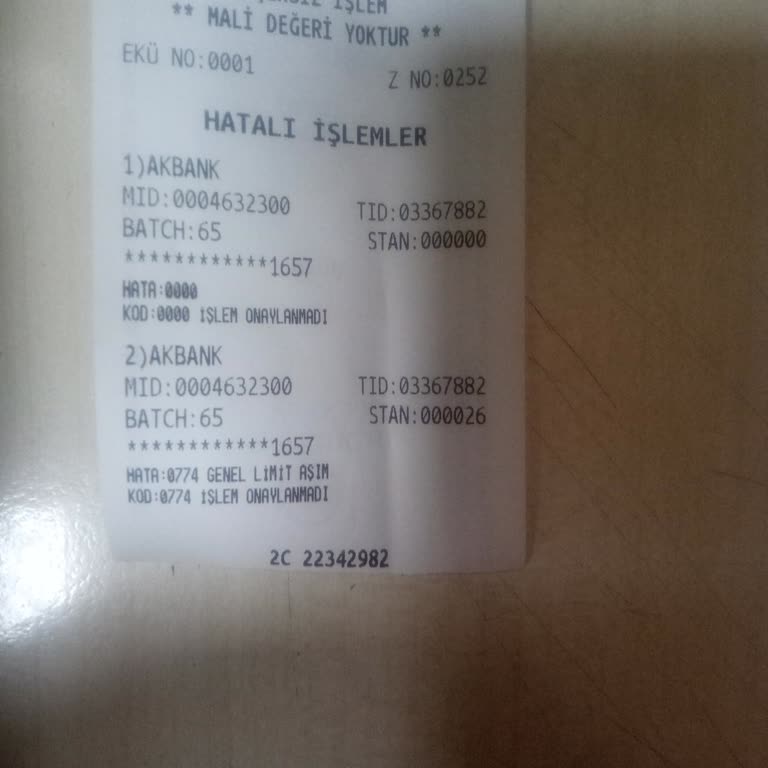 İŞLEM
** MALİ DEĞERİ YOKTUR **
EKÜ NO:0001 Z NO:0252
HATALI İŞLEMLER
1)AKBANK
MID:0004632300 TID:03367882
BATCH:65 STAN:000000
************1657
HATA:0000
KOD:0000 İŞLEM ONAYLANMADI
2)AKBANK
MID:0004632300 TID:03367882
BATCH:65 STAN:000026
************1657
HATA:0774 GENEL LİMİT AŞIM
KOD:0774 İŞLEM ONAYLANMADI
2C 22342982